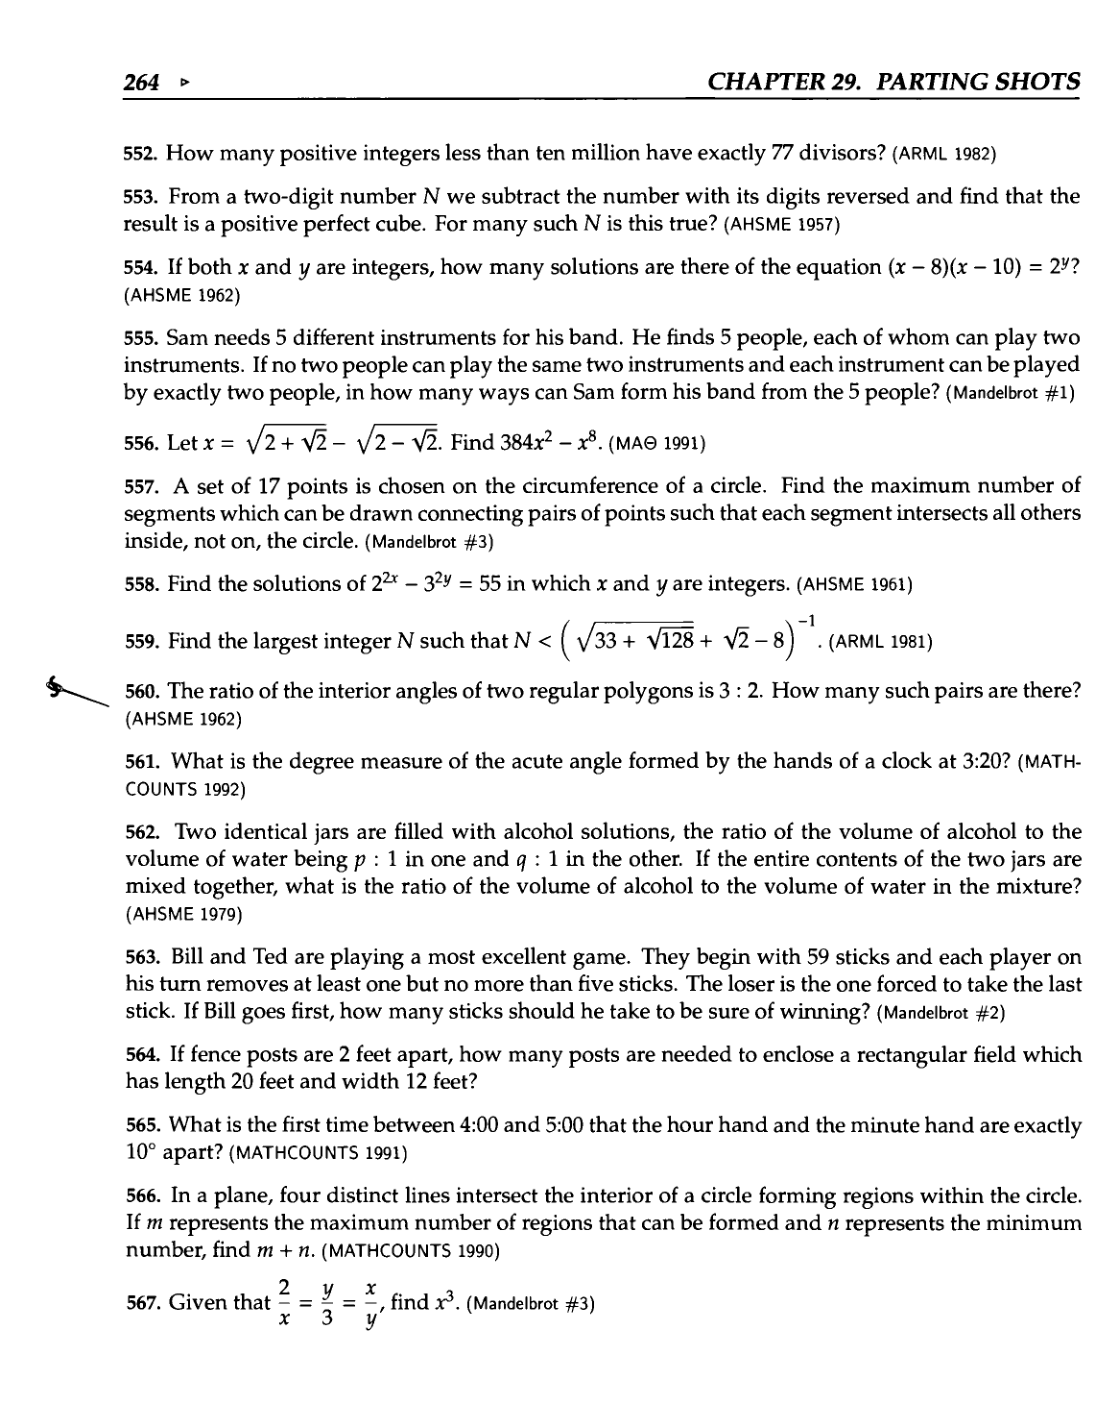 264 ▹ CHAPTER 29. PARTING SHOTS
552. How many positive integers less than ten million have exactly 77 divisors? (ARML 1982)
553. From a two-digit number N we subtract the number with its digits reversed and find that the
result is a positive perfect cube. For many such N is this true? (AHSME 1957)
554. If both x and y are integers, how many solutions are there of the equation (x − 8)(x − 10) = 2^y?
(AHSME 1962)
555. Sam needs 5 different instruments for his band. He finds 5 people, each of whom can play two
instruments. If no two people can play the same two instruments and each instrument can be played
by exactly two people, in how many ways can Sam form his band from the 5 people? (Mandelbrot #1)
556. Let x = √(2 + √2) − √(2 − √2). Find 384x² − x⁸. (MAΘ 1991)
557. A set of 17 points is chosen on the circumference of a circle. Find the maximum number of
segments which can be drawn connecting pairs of points such that each segment intersects all others
inside, not on, the circle. (Mandelbrot #3)
558. Find the solutions of 2^{2x} − 3^{2y} = 55 in which x and y are integers. (AHSME 1961)
559. Find the largest integer N such that N < (√(33 + √128) + √2 − 8)^{−1}. (ARML 1981)
560. The ratio of the interior angles of two regular polygons is 3 : 2. How many such pairs are there?
(AHSME 1962)
561. What is the degree measure of the acute angle formed by the hands of a clock at 3:20? (MATH-
COUNTS 1992)
562. Two identical jars are filled with alcohol solutions, the ratio of the volume of alcohol to the
volume of water being p : 1 in one and q : 1 in the other. If the entire contents of the two jars are
mixed together, what is the ratio of the volume of alcohol to the volume of water in the mixture?
(AHSME 1979)
563. Bill and Ted are playing a most excellent game. They begin with 59 sticks and each player on
his turn removes at least one but no more than five sticks. The loser is the one forced to take the last
stick. If Bill goes first, how many sticks should he take to be sure of winning? (Mandelbrot #2)
564. If fence posts are 2 feet apart, how many posts are needed to enclose a rectangular field which
has length 20 feet and width 12 feet?
565. What is the first time between 4:00 and 5:00 that the hour hand and the minute hand are exactly
10° apart? (MATHCOUNTS 1991)
566. In a plane, four distinct lines intersect the interior of a circle forming regions within the circle.
If m represents the maximum number of regions that can be formed and n represents the minimum
number, find m + n. (MATHCOUNTS 1990)
567. Given that 2/x = y/3 = x/y, find x³. (Mandelbrot #3)